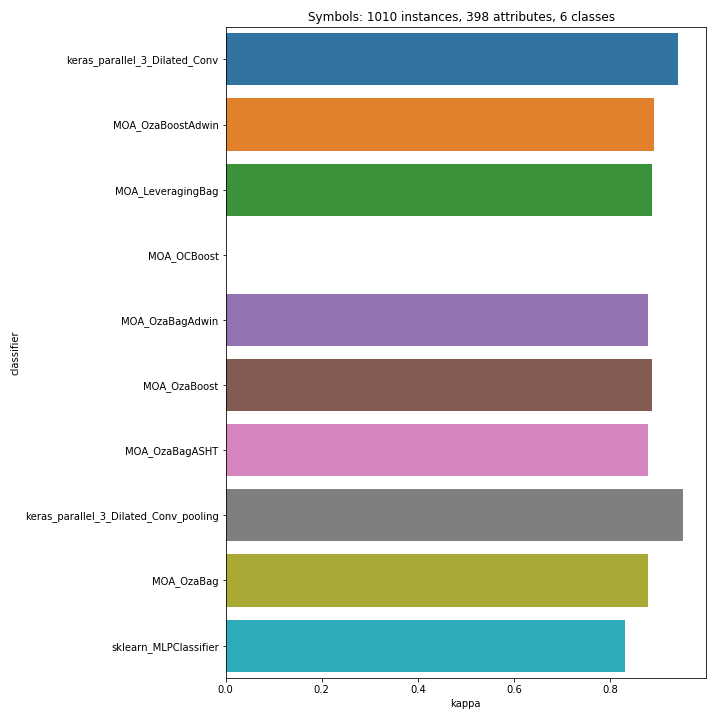 Symbols: 1010 instances, 398 attributes, 6 classes
classifier
keras_parallel_3_Dilated_Conv
MOA_OzaBoostAdwin
MOA_LeveragingBag
MOA_OCBoost
MOA_OzaBagAdwin
MOA_OzaBoost
MOA_OzaBagASHT
keras_parallel_3_Dilated_Conv_pooling
MOA_OzaBag
sklearn_MLPClassifier
0.0 0.2 0.4 0.6 0.8
kappa